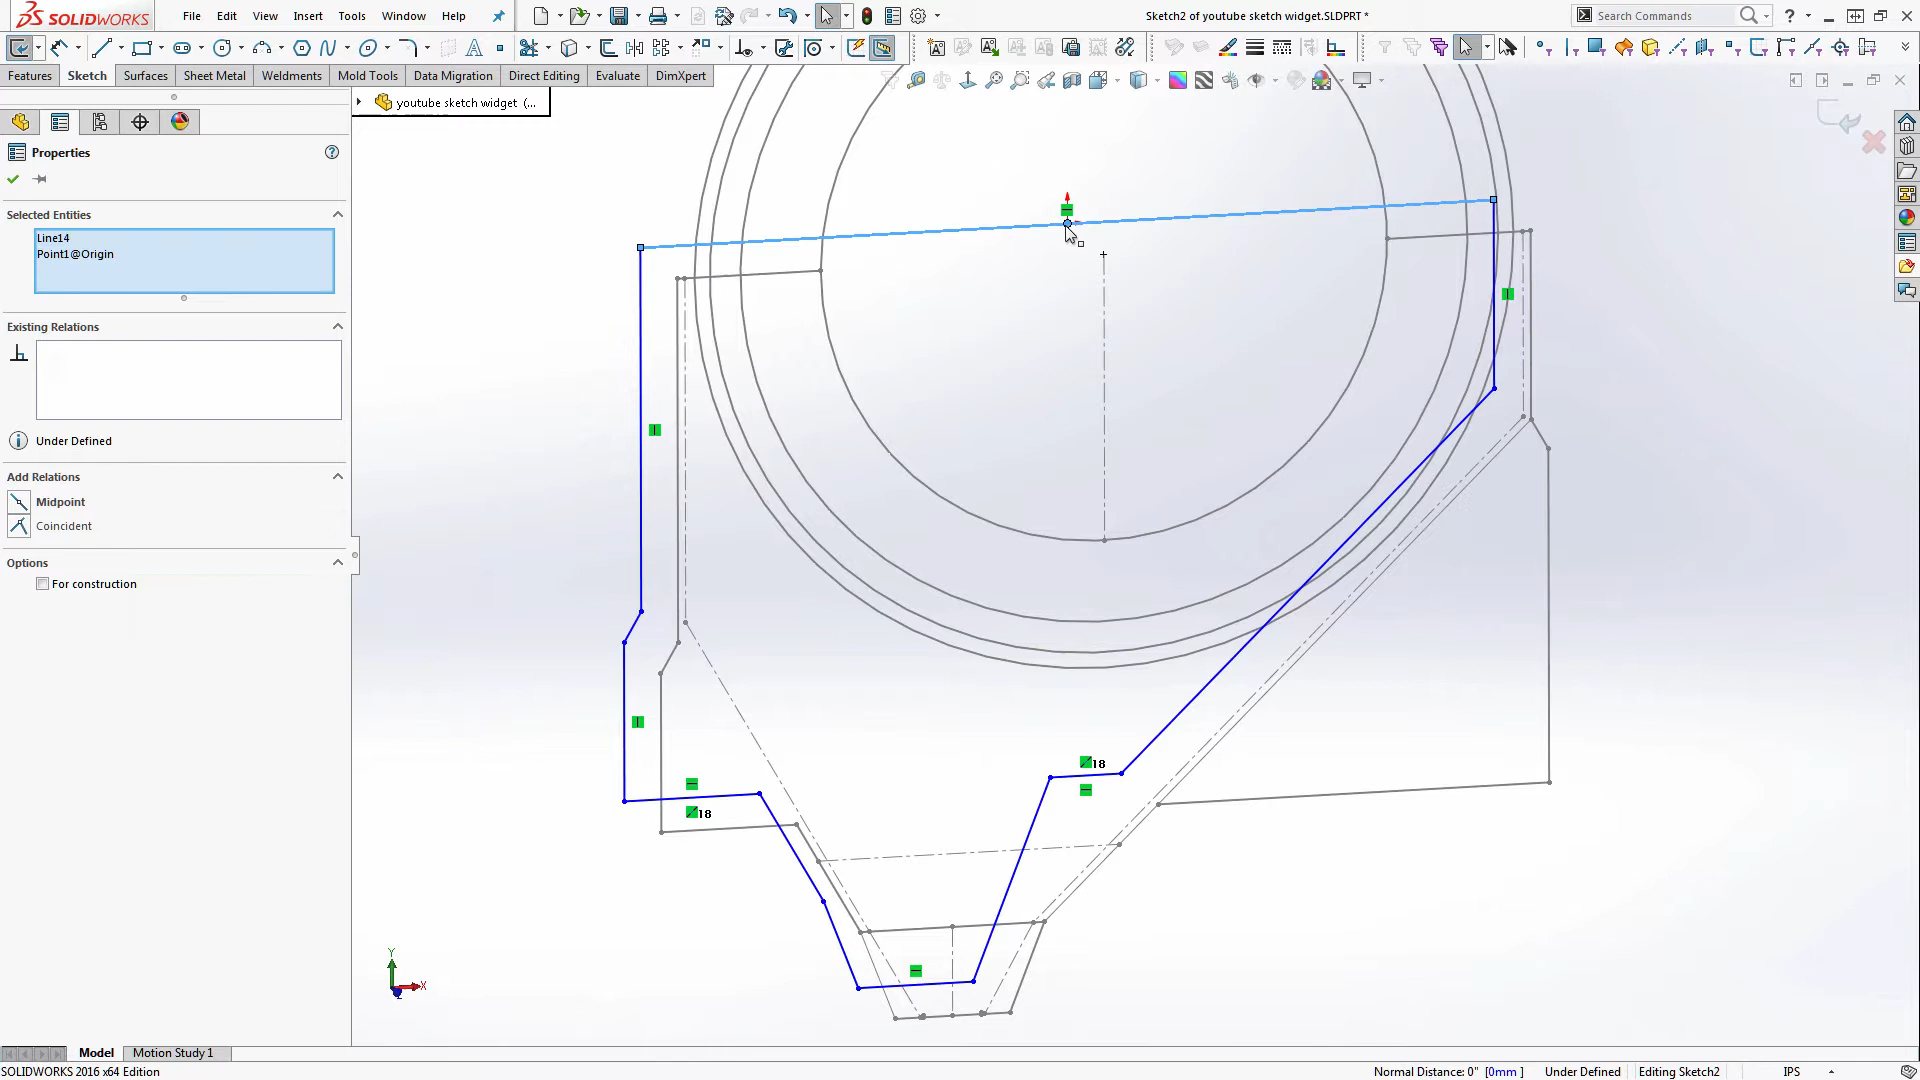 SOLIDWORKS File Edit View Insert Tools Window Help Sketch2 of youtube sketch widget.SLDPRT * Search Commands
Features Sketch Surfaces Sheet Metal Weldments Mold Tools Data Migration Direct Editing Evaluate DimXpert
youtube sketch widget (...
Properties
Selected Entities
Line14
Point1@Origin
Existing Relations
Under Defined
Add Relations
Midpoint
Coincident
Options
For construction
18
18
Y
X
Model Motion Study 1
SOLIDWORKS 2016 x64 Edition Normal Distance: 0" [0mm ] Under Defined Editing Sketch2 IPS